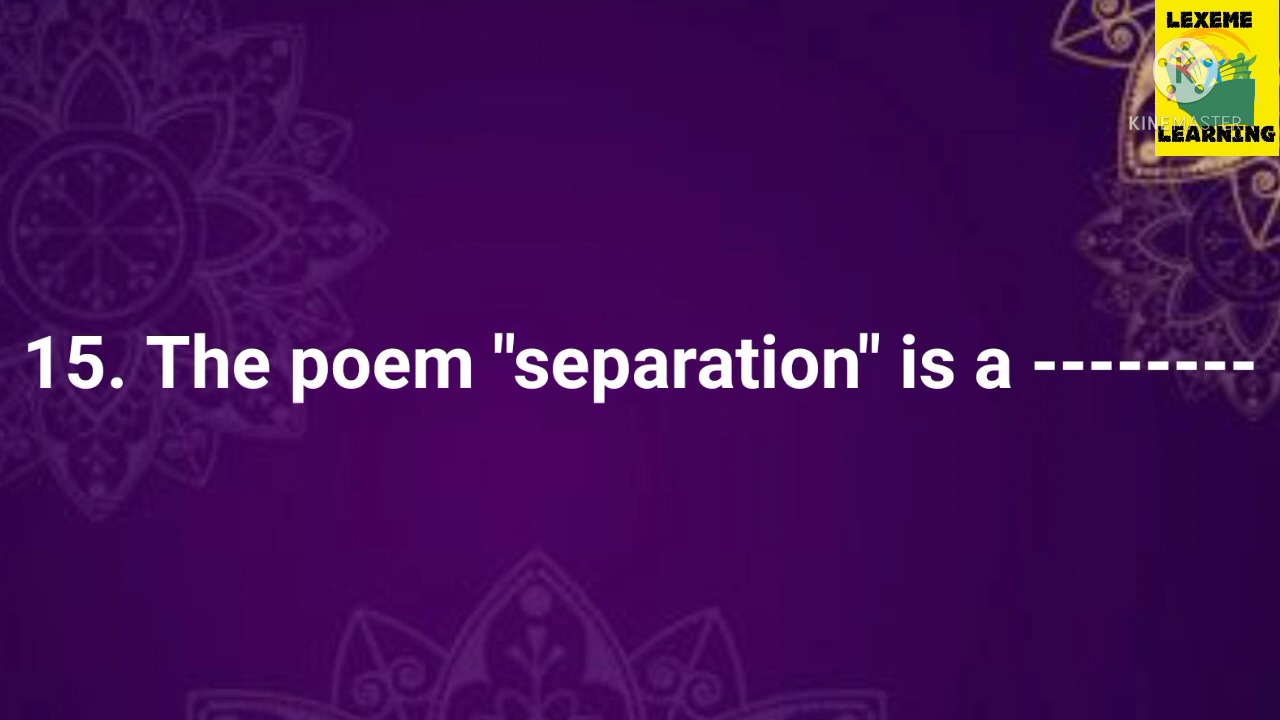 LEXEME
K
KINEMASTER
LEARNING
15. The poem "separation" is a --------